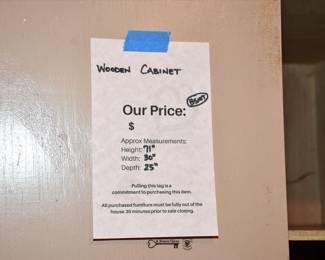 WOODEN CABINET
BSMT
Our Price:
$
Approx Measurements:
Height: 71"
Width: 30"
Depth: 25"
Pulling this tag is a
commitment to purchasing this item.
All purchased furniture must be fully out of the
house 30 minutes prior to sale closing.